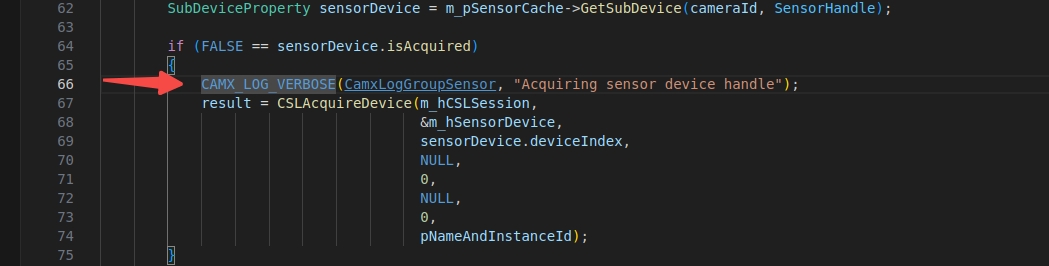 62 SubDeviceProperty sensorDevice = m_pSensorCache->GetSubDevice(cameraId, SensorHandle);
63
64 if (FALSE == sensorDevice.isAcquired)
65 {
66 CAMX_LOG_VERBOSE(CamxLogGroupSensor, "Acquiring sensor device handle");
67 result = CSLAcquireDevice(m_hCSLSession,
68 &m_hSensorDevice,
69 sensorDevice.deviceIndex,
70 NULL,
71 0,
72 NULL,
73 0,
74 pNameAndInstanceId);
75 }